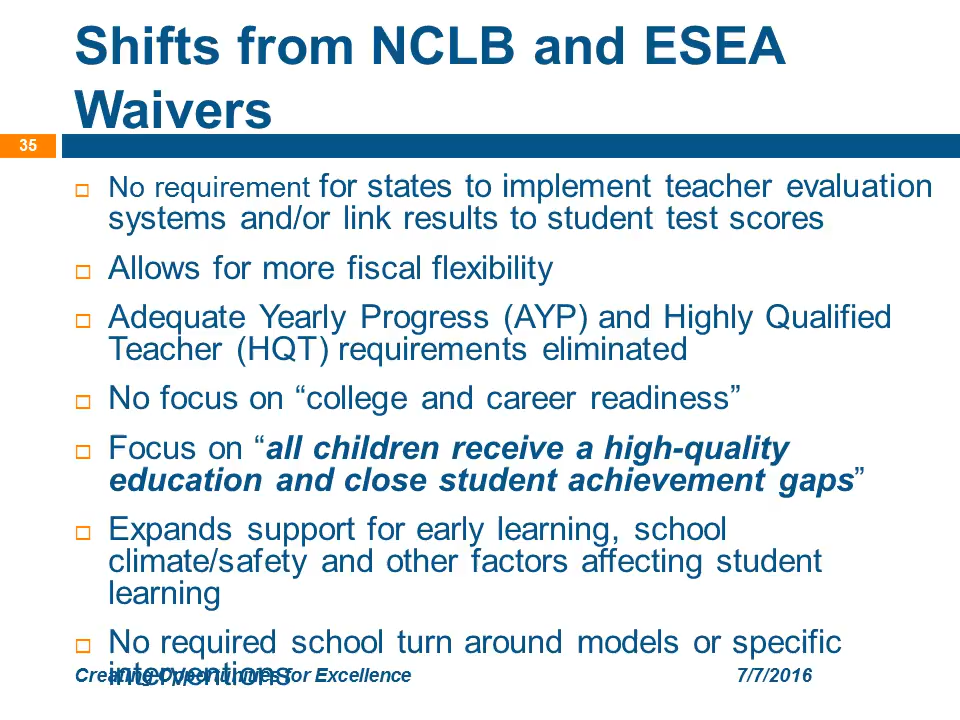 Shifts from NCLB and ESEA
Waivers
35
No requirement for states to implement teacher evaluation
systems and/or link results to student test scores
Allows for more fiscal flexibility
Adequate Yearly Progress (AYP) and Highly Qualified
Teacher (HQT) requirements eliminated
No focus on “college and career readiness”
Focus on “all children receive a high-quality
education and close student achievement gaps”
Expands support for early learning, school
climate/safety and other factors affecting student
learning
No required school turn around models or specific
interventions
Creating Opportunities for Excellence 7/7/2016